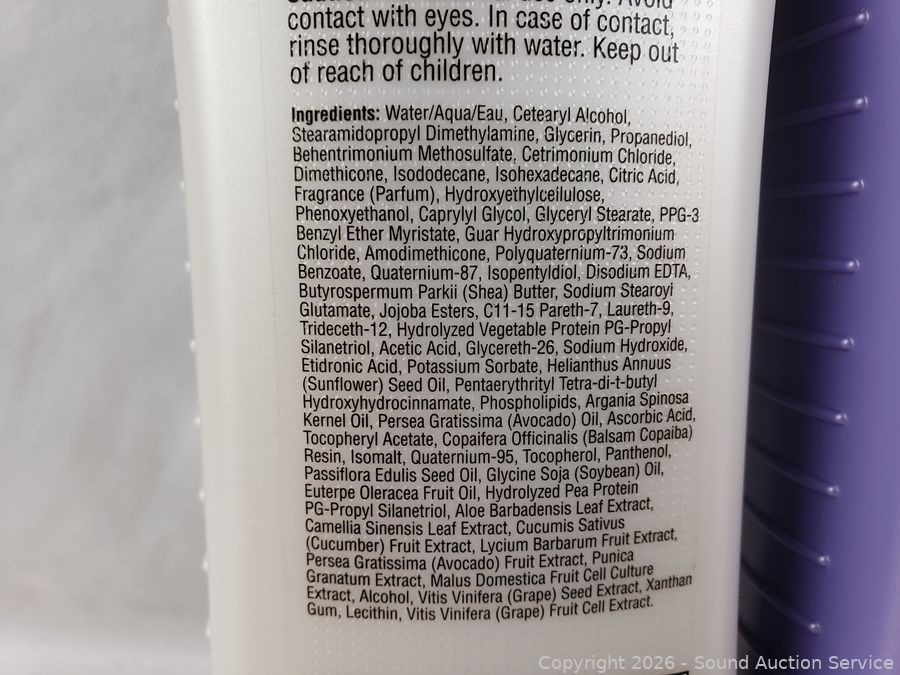 only. Avoid
contact with eyes. In case of contact,
rinse thoroughly with water. Keep out
of reach of children.
Ingredients: Water/Aqua/Eau, Cetearyl Alcohol,
Stearamidopropyl Dimethylamine, Glycerin, Propanediol,
Behentrimonium Methosulfate, Cetrimonium Chloride,
Dimethicone, Isododecane, Isohexadecane, Citric Acid,
Fragrance (Parfum), Hydroxyethylcellulose,
Phenoxyethanol, Caprylyl Glycol, Glyceryl Stearate, PPG-3
Benzyl Ether Myristate, Guar Hydroxypropyltrimonium
Chloride, Amodimethicone, Polyquaternium-73, Sodium
Benzoate, Quaternium-87, Isopentyldiol, Disodium EDTA,
Butyrospermum Parkii (Shea) Butter, Sodium Stearoyl
Glutamate, Jojoba Esters, C11-15 Pareth-7, Laureth-9,
Trideceth-12, Hydrolyzed Vegetable Protein PG-Propyl
Silanetriol, Acetic Acid, Glycereth-26, Sodium Hydroxide,
Etidronic Acid, Potassium Sorbate, Helianthus Annuus
(Sunflower) Seed Oil, Pentaerythrityl Tetra-di-t-butyl
Hydroxyhydrocinnamate, Phospholipids, Argania Spinosa
Kernel Oil, Persea Gratissima (Avocado) Oil, Ascorbic Acid,
Tocopheryl Acetate, Copaifera Officinalis (Balsam Copaiba)
Resin, Isomalt, Quaternium-95, Tocopherol, Panthenol,
Passiflora Edulis Seed Oil, Glycine Soja (Soybean) Oil,
Euterpe Oleracea Fruit Oil, Hydrolyzed Pea Protein
PG-Propyl Silanetriol, Aloe Barbadensis Leaf Extract,
Camellia Sinensis Leaf Extract, Cucumis Sativus
(Cucumber) Fruit Extract, Lycium Barbarum Fruit Extract,
Persea Gratissima (Avocado) Fruit Extract, Punica
Granatum Extract, Malus Domestica Fruit Cell Culture
Extract, Alcohol, Vitis Vinifera (Grape) Seed Extract, Xanthan
Gum, Lecithin, Vitis Vinifera (Grape) Fruit Cell Extract.
Copyright 2026 - Sound Auction Service